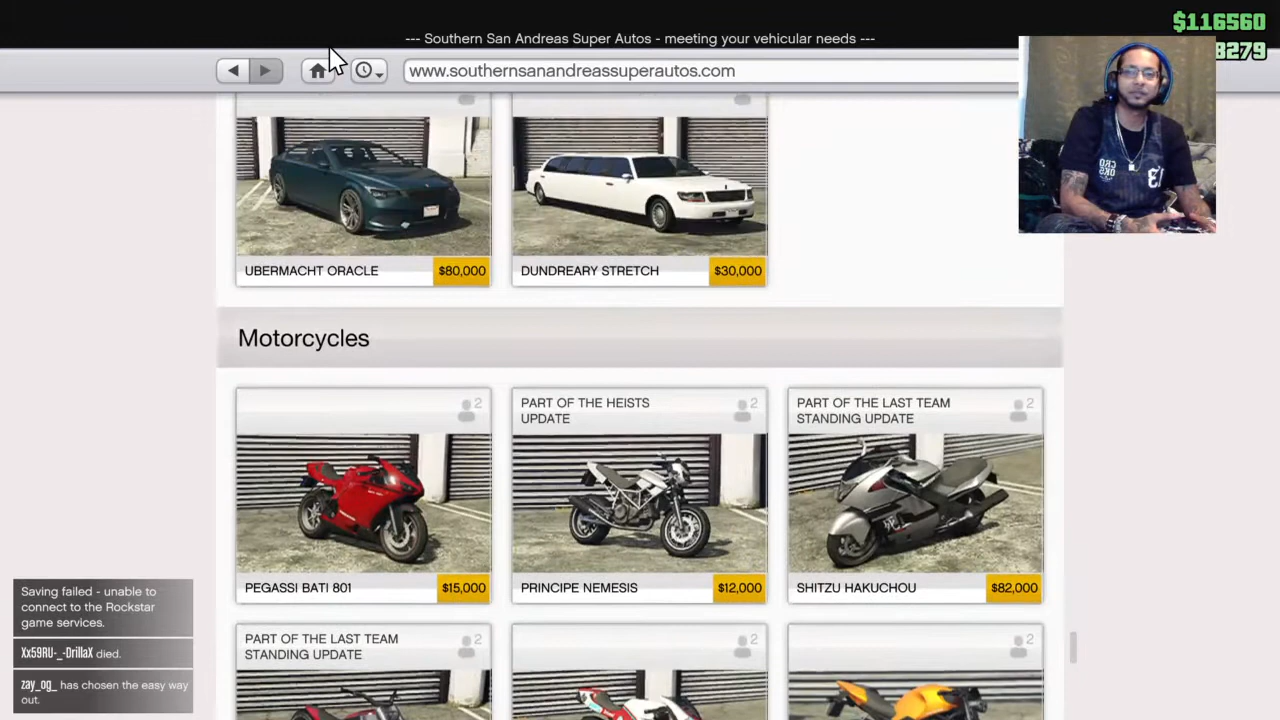 $116560
--- Southern San Andreas Super Autos - meeting your vehicular needs ---
8279
www.southernsanandreassuperautos.com
UBERMACHT ORACLE
$80,000
DUNDREARY STRETCH
$30,000
Motorcycles
2
PART OF THE HEISTS
UPDATE
2
PART OF THE LAST TEAM
STANDING UPDATE
2
PEGASSI BATI 801
$15,000
PRINCIPE NEMESIS
$12,000
SHITZU HAKUCHOU
$82,000
PART OF THE LAST TEAM
STANDING UPDATE
2
2
2
Saving failed - unable to
connect to the Rockstar
game services.
Xx59RU-_-DrillaX died.
zay_og_ has chosen the easy way
out.